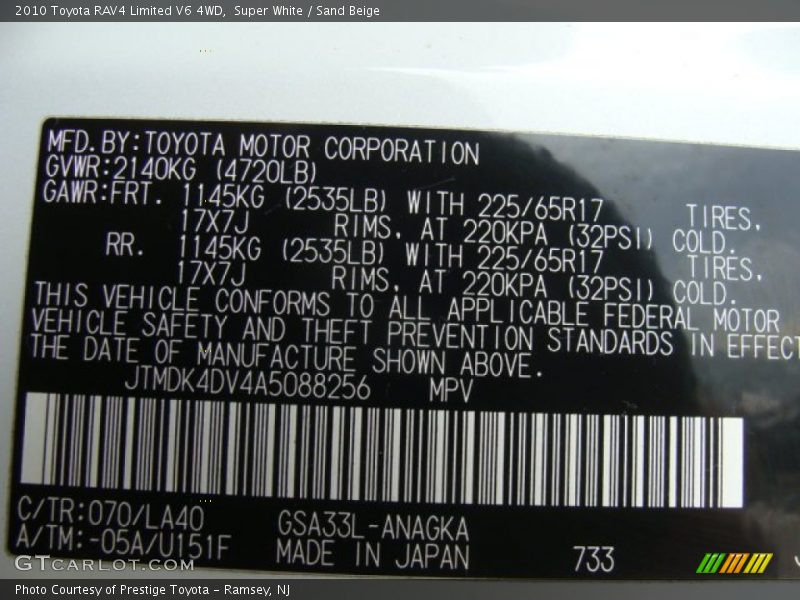 2010 Toyota RAV4 Limited V6 4WD,  Super White / Sand Beige
MFD.BY:TOYOTA MOTOR CORPORATION
GVWR:2140KG (4720LB)
GAWR:FRT. 1145KG (2535LB) WITH 225/65R17 TIRES,
17X7J RIMS, AT 220KPA (32PSI) COLD.
RR. 1145KG (2535LB) WITH 225/65R17 TIRES,
17X7J RIMS, AT 220KPA (32PSI) COLD.
THIS VEHICLE CONFORMS TO ALL APPLICABLE FEDERAL MOTOR
VEHICLE SAFETY AND THEFT PREVENTION STANDARDS IN EFFECT
THE DATE OF MANUFACTURE SHOWN ABOVE.
JTMDK4DV4A5088256 MPV
C/TR:070/LA40 GSA33L-ANAGKA
A/TM:-05A/U151F MADE IN JAPAN 733
GTCARLOT.COM
Photo Courtesy of Prestige Toyota - Ramsey, NJ